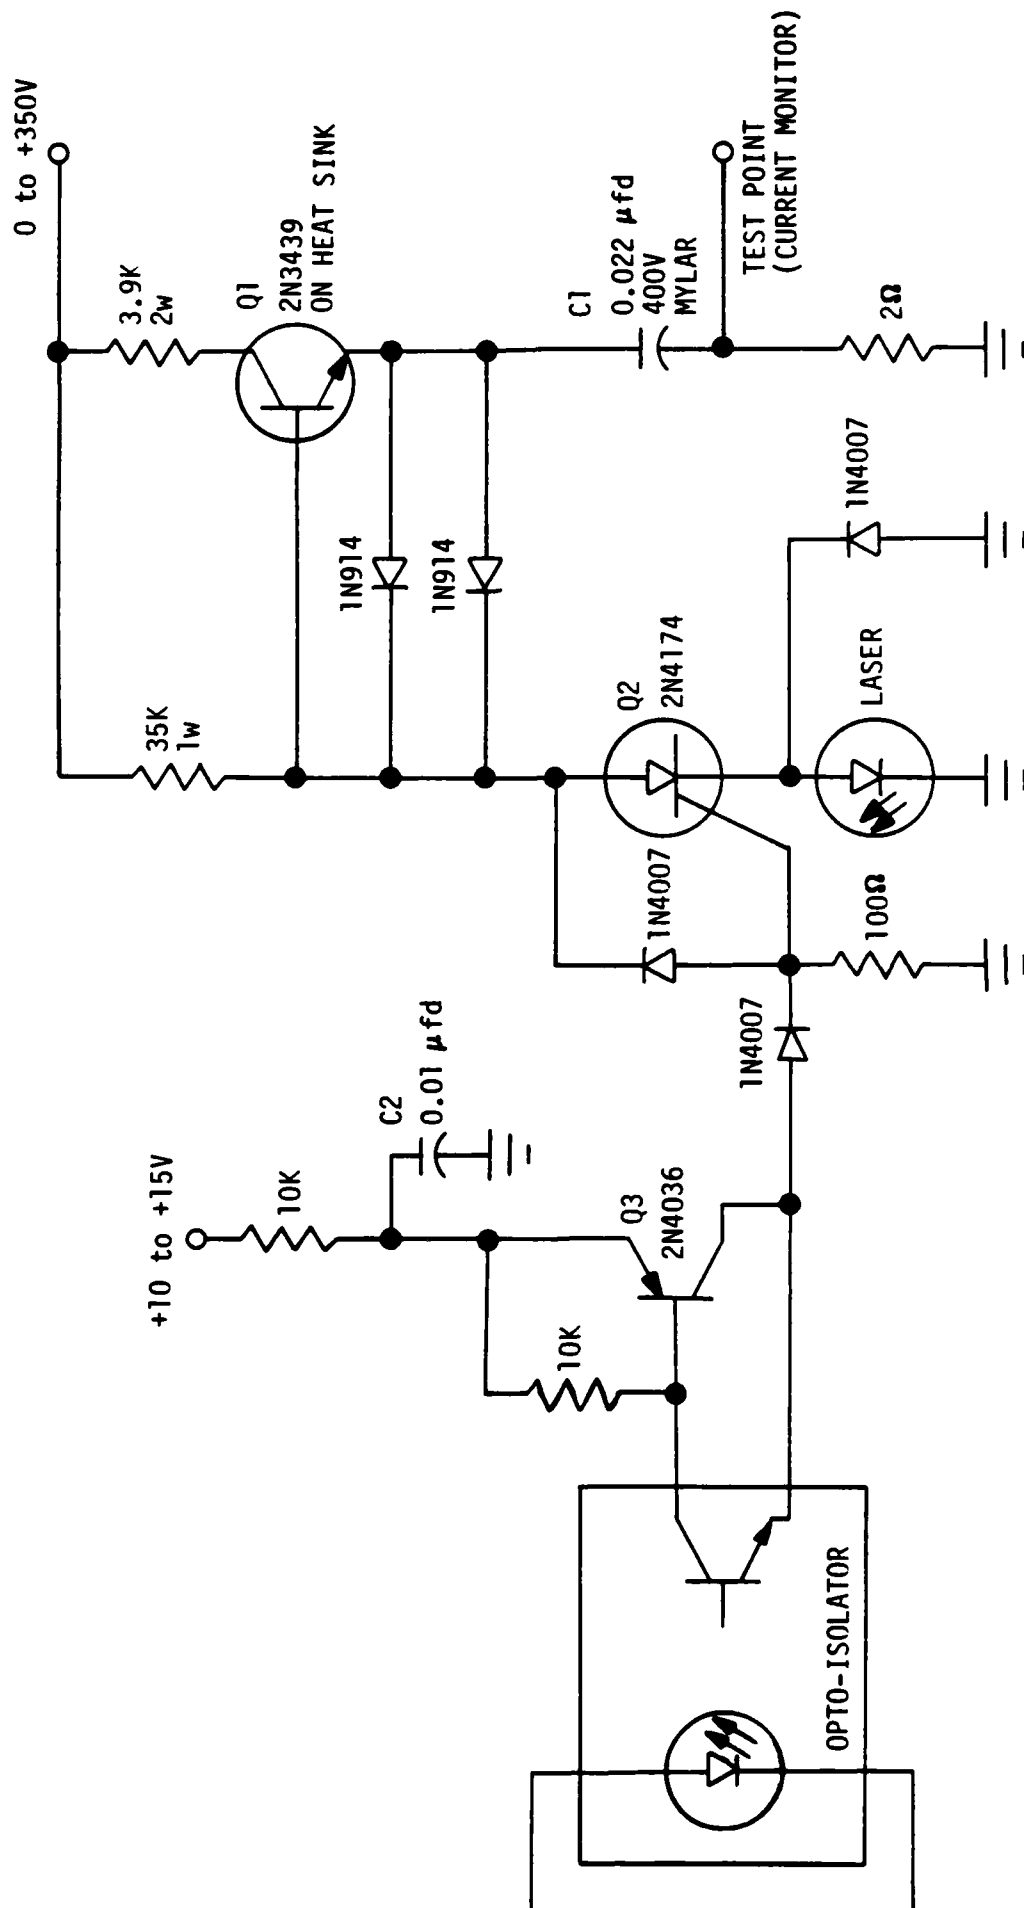 0 to +350V
3.9K
2w
Q1
2N3439
ON HEAT SINK
35K
1w
1N914
1N914
C1
0.022 μfd
400V
MYLAR
TEST POINT
(CURRENT MONITOR)
2Ω
1N4007
Q2
2N4174
LASER
1N4007
100Ω
1N4007
+10 to +15V
10K
C2
0.01 μfd
Q3
2N4036
10K
OPTO-ISOLATOR